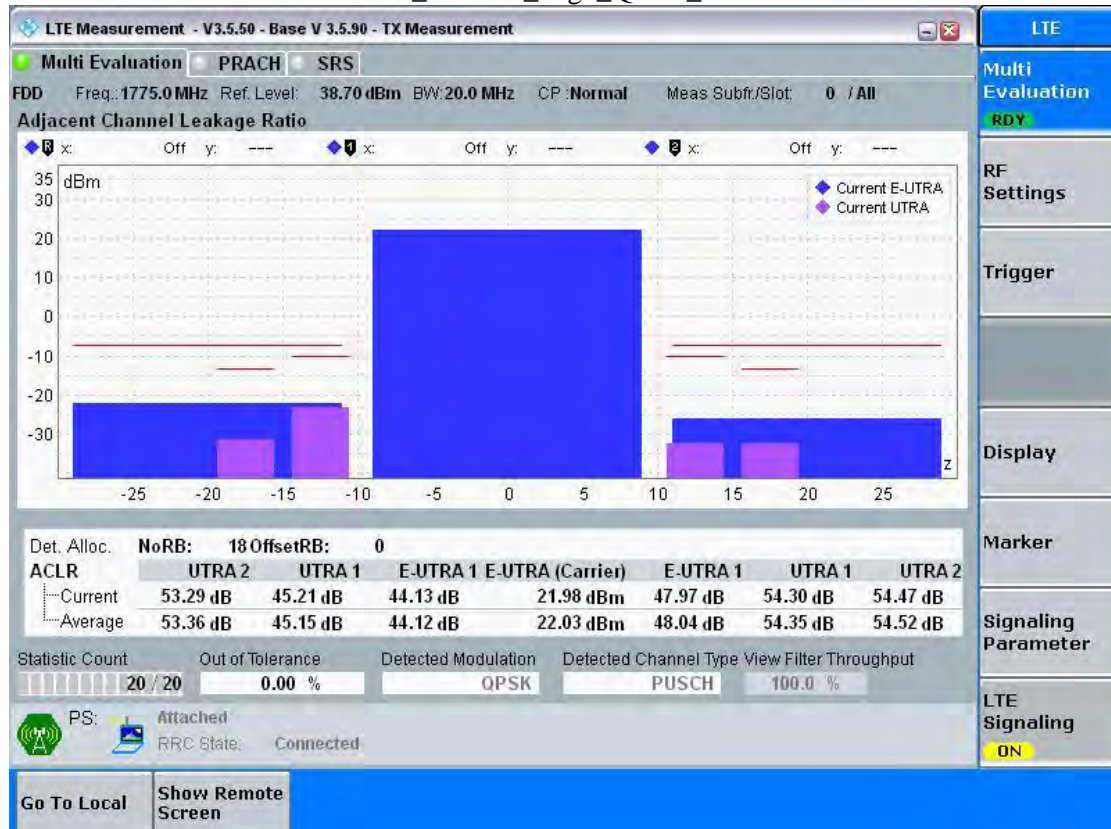 LTE Measurement - V3.5.50 - Base V 3.5.90 - TX Measurement
LTE
Multi Evaluation PRACH SRS
Multi Evaluation
RDY
FDD Freq.: 1775.0 MHz Ref. Level: 38.70 dBm BW: 20.0 MHz CP : Normal Meas Subfr./Slot: 0 / All
Adjacent Channel Leakage Ratio
R x: Off y: --- 1 x: Off y: --- 2 x: Off y: ---
35 dBm
30
20
10
0
-10
-20
-30
Current E-UTRA
Current UTRA
z
-25 -20 -15 -10 -5 0 5 10 15 20 25
RF Settings
Trigger
Display
Marker
Signaling Parameter
LTE Signaling
ON
Det. Alloc. NoRB: 18 OffsetRB: 0
ACLR UTRA 2 UTRA 1 E-UTRA 1 E-UTRA (Carrier) E-UTRA 1 UTRA 1 UTRA 2
Current 53.29 dB 45.21 dB 44.13 dB 21.98 dBm 47.97 dB 54.30 dB 54.47 dB
Average 53.36 dB 45.15 dB 44.12 dB 22.03 dBm 48.04 dB 54.35 dB 54.52 dB
Statistic Count Out of Tolerance Detected Modulation Detected Channel Type View Filter Throughput
20 / 20 0.00 % QPSK PUSCH 100.0 %
PS: Attached
RRC State: Connected
Go To Local
Show Remote Screen